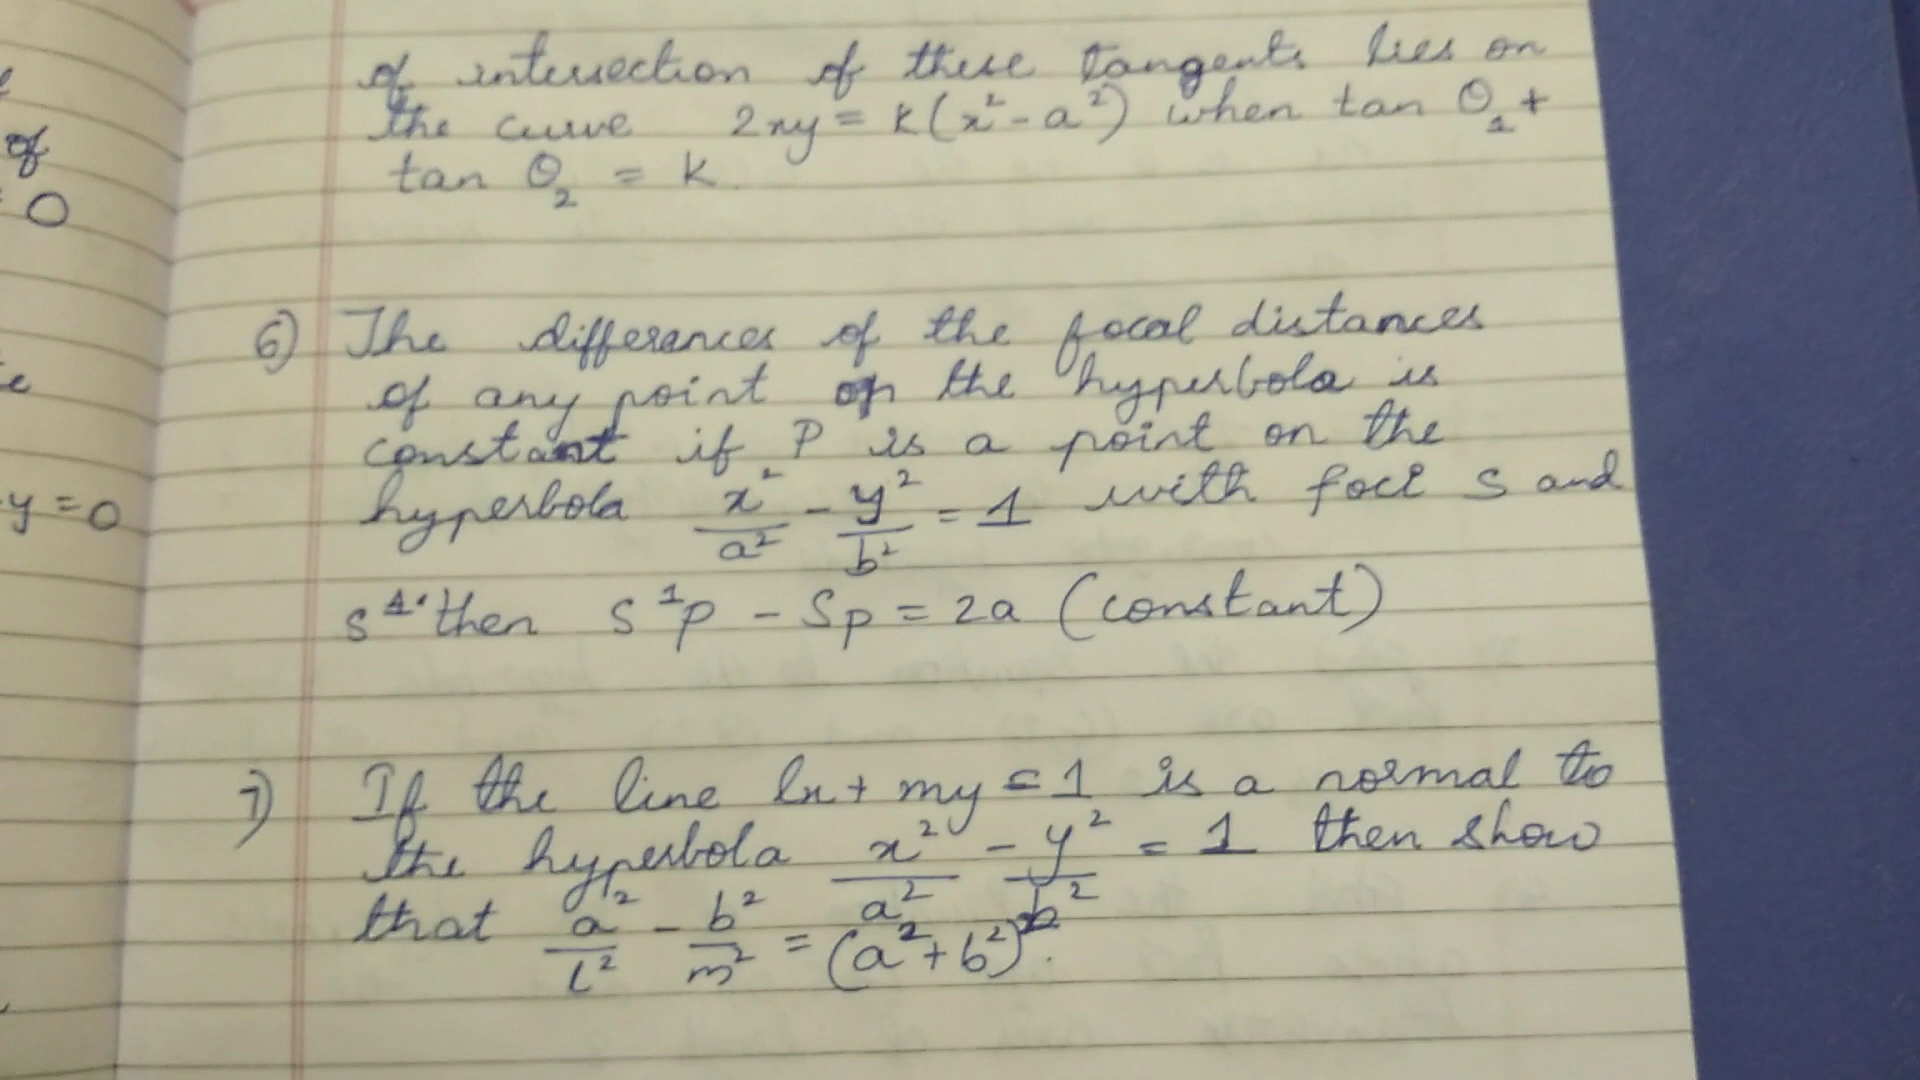 of
= 0
y = 0
of intersection of these tangents lies on
the curve 2xy = k(x² - a²) when tan θ₁ +
tan θ₂ = k.
6) The differences of the focal distances
of any point on the hyperbola is
constant if P is a point on the
hyperbola x²/a² - y²/b² = 1 with foci S and
S¹. then S¹p - Sp = 2a (constant)
7) If the line lx + my = 1 is a normal to
the hyperbola x²/a² - y²/b² = 1 then show
that a²/l² - b²/m² = (a² + b²)².